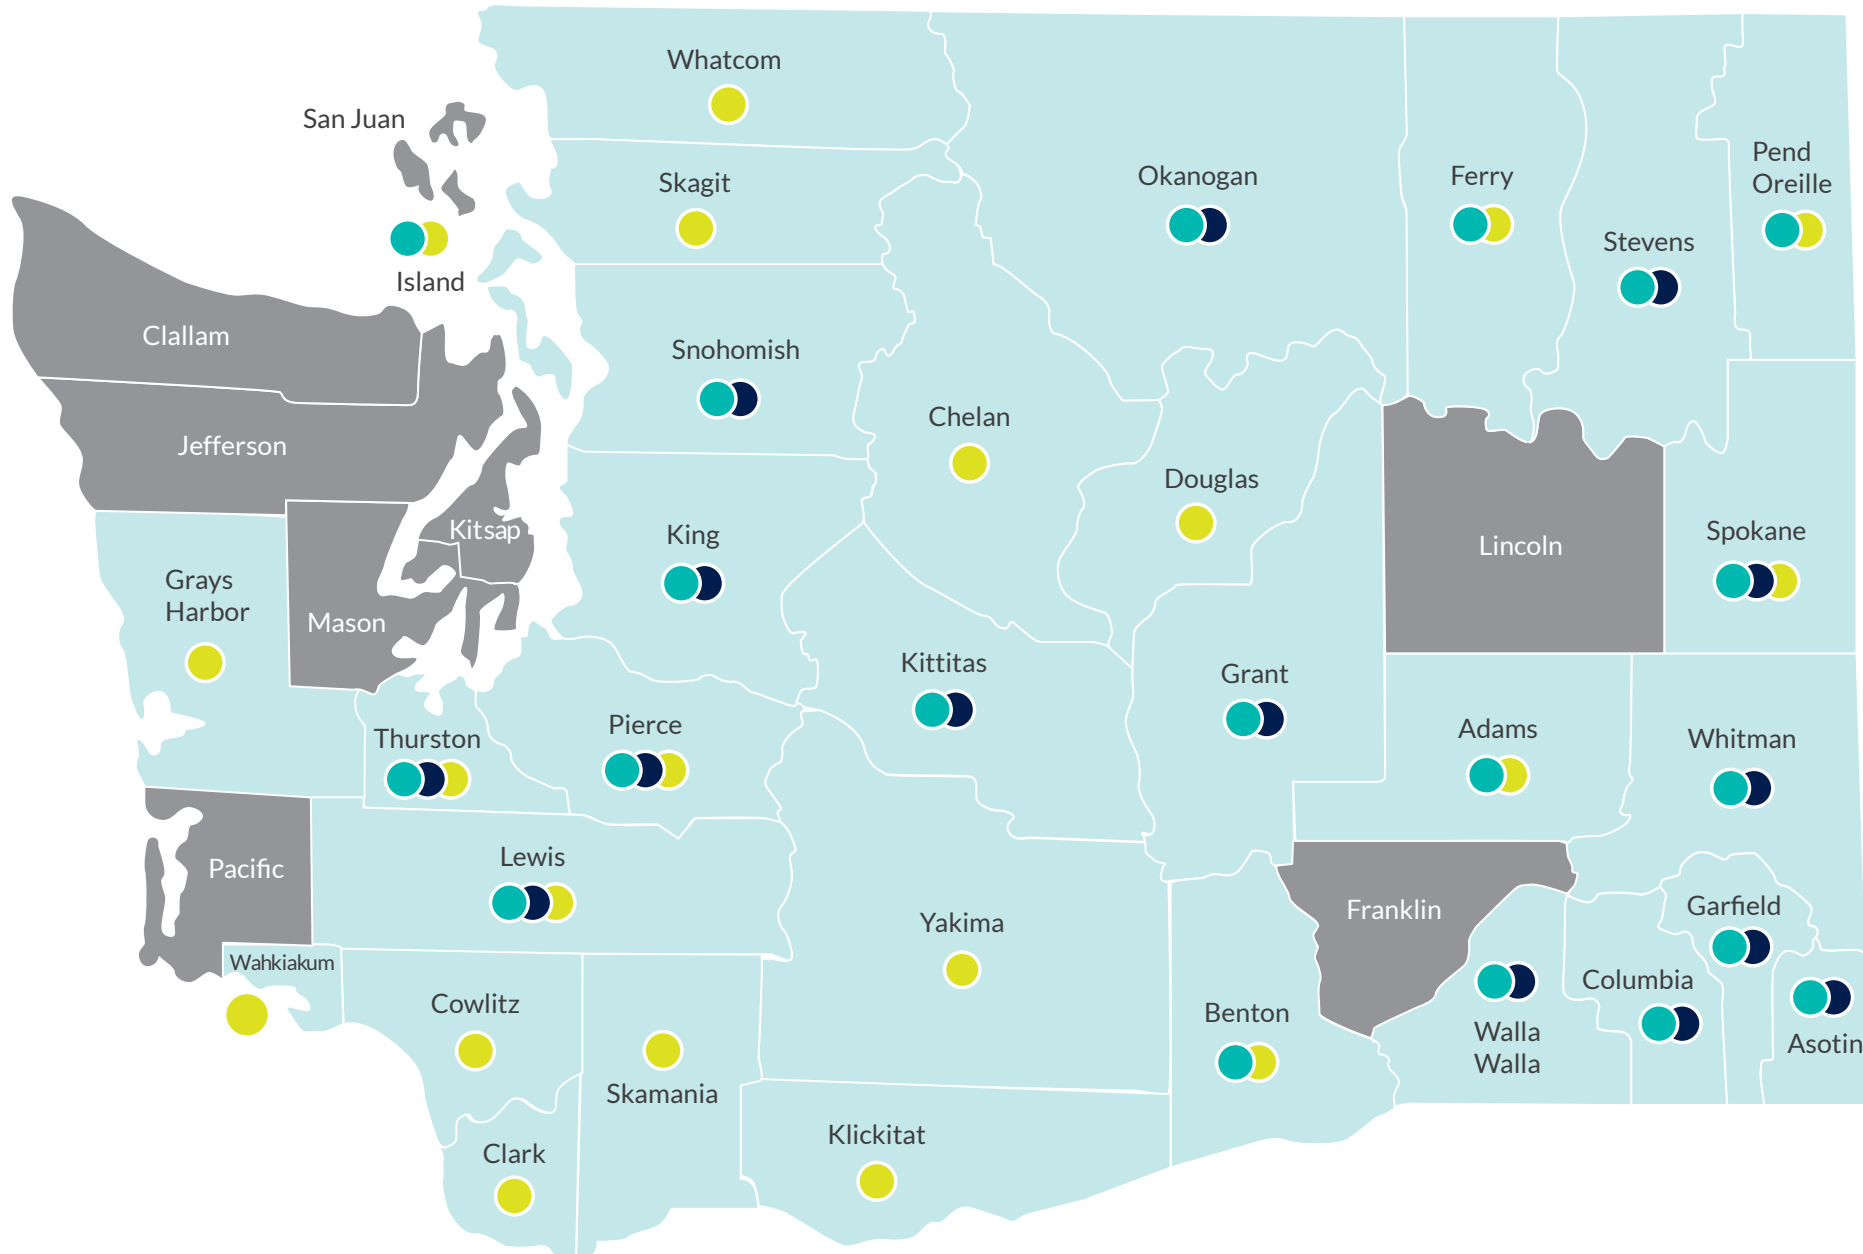 Whatcom
San Juan
Pend
Oreille
Okanogan
Ferry
Skagit
Stevens
Island
Clallam
Snohomish
Chelan
Jefferson
Douglas
Kitsap
Spokane
King
Lincoln
Grays
Harbor
Mason
Kittitas
Grant
Pierce
Adams
Thurston
Whitman
Lewis
Pacific
Garfield
Franklin
Yakima
Wahkiakum
Columbia
Cowlitz
Benton
Walla
Walla
Asotin
Skamania
Klickitat
Clark